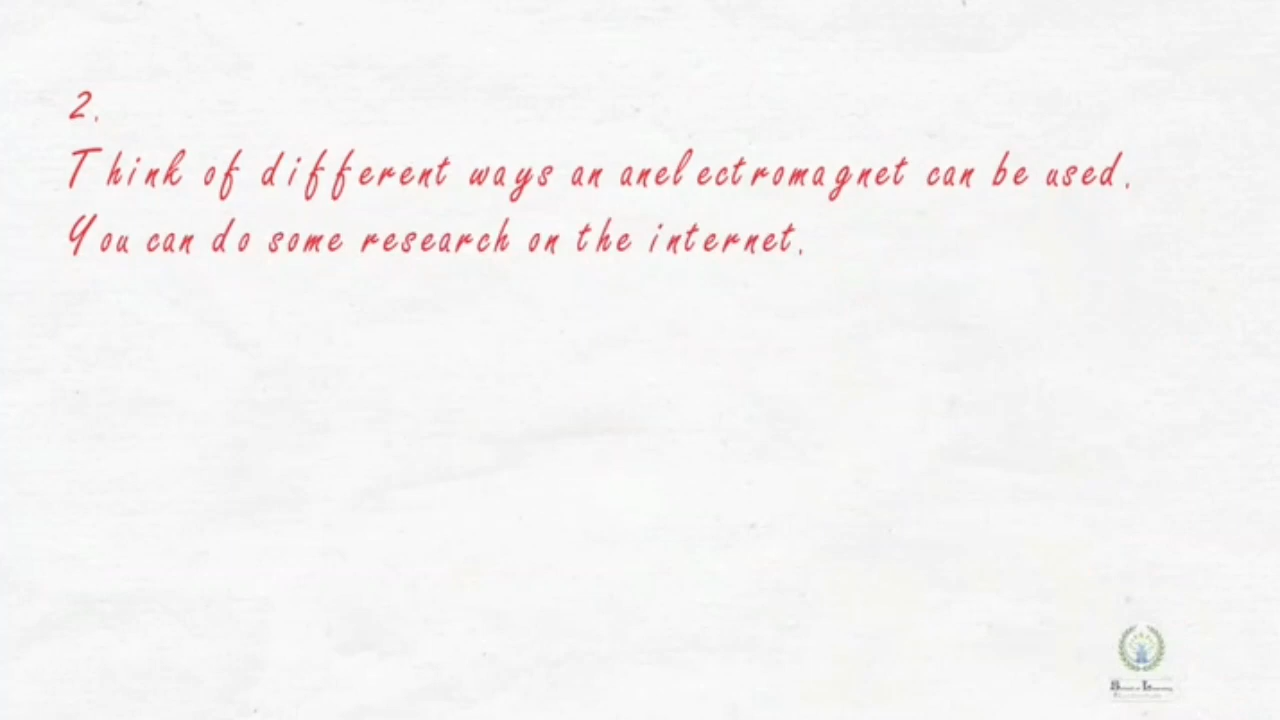 2.
Think of different ways an anelectromagnet can be used.
You can do some research on the internet.